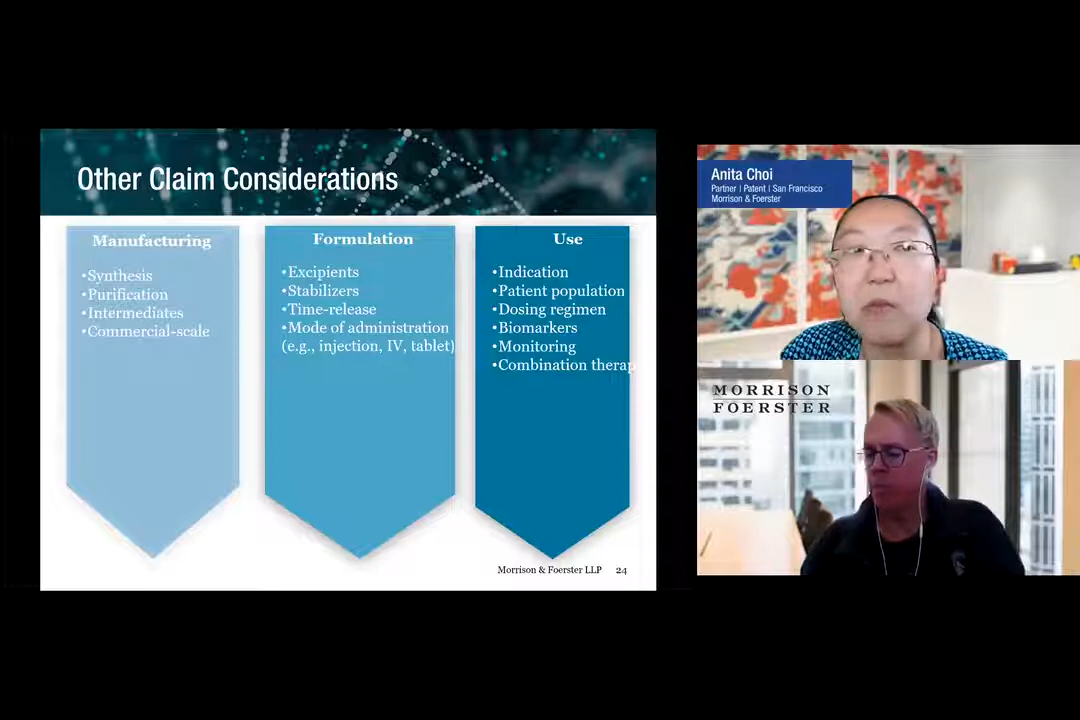 Other Claim Considerations
Manufacturing
•Synthesis
•Purification
•Intermediates
•Commercial-scale
Formulation
•Excipients
•Stabilizers
•Time-release
•Mode of administration
(e.g., injection, IV, tablet)
Use
•Indication
•Patient population
•Dosing regimen
•Biomarkers
•Monitoring
•Combination therap
Morrison & Foerster LLP 24
Anita Choi
Partner | Patent | San Francisco
Morrison & Foerster
MORRISON
FOERSTER